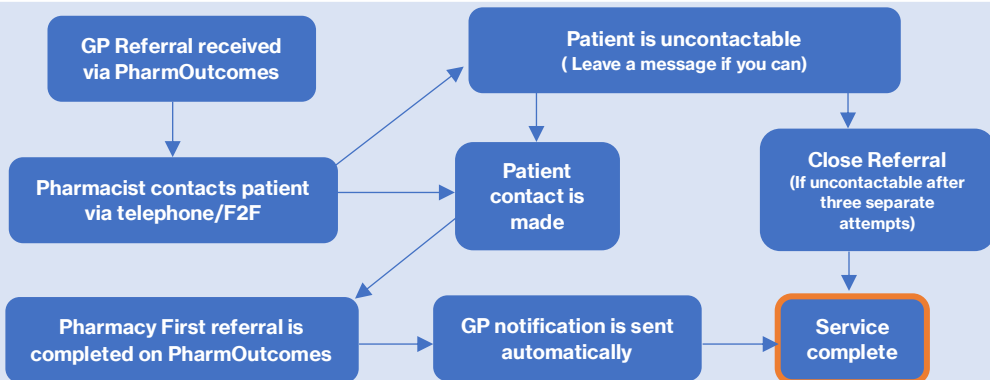 GP Referral received
via PharmOutcomes
Patient is uncontactable
( Leave a message if you can)
Pharmacist contacts patient
via telephone/F2F
Patient
contact is
made
Close Referral
(If uncontactable after
three separate
attempts)
Pharmacy First referral is
completed on PharmOutcomes
GP notification is sent
automatically
Service
complete